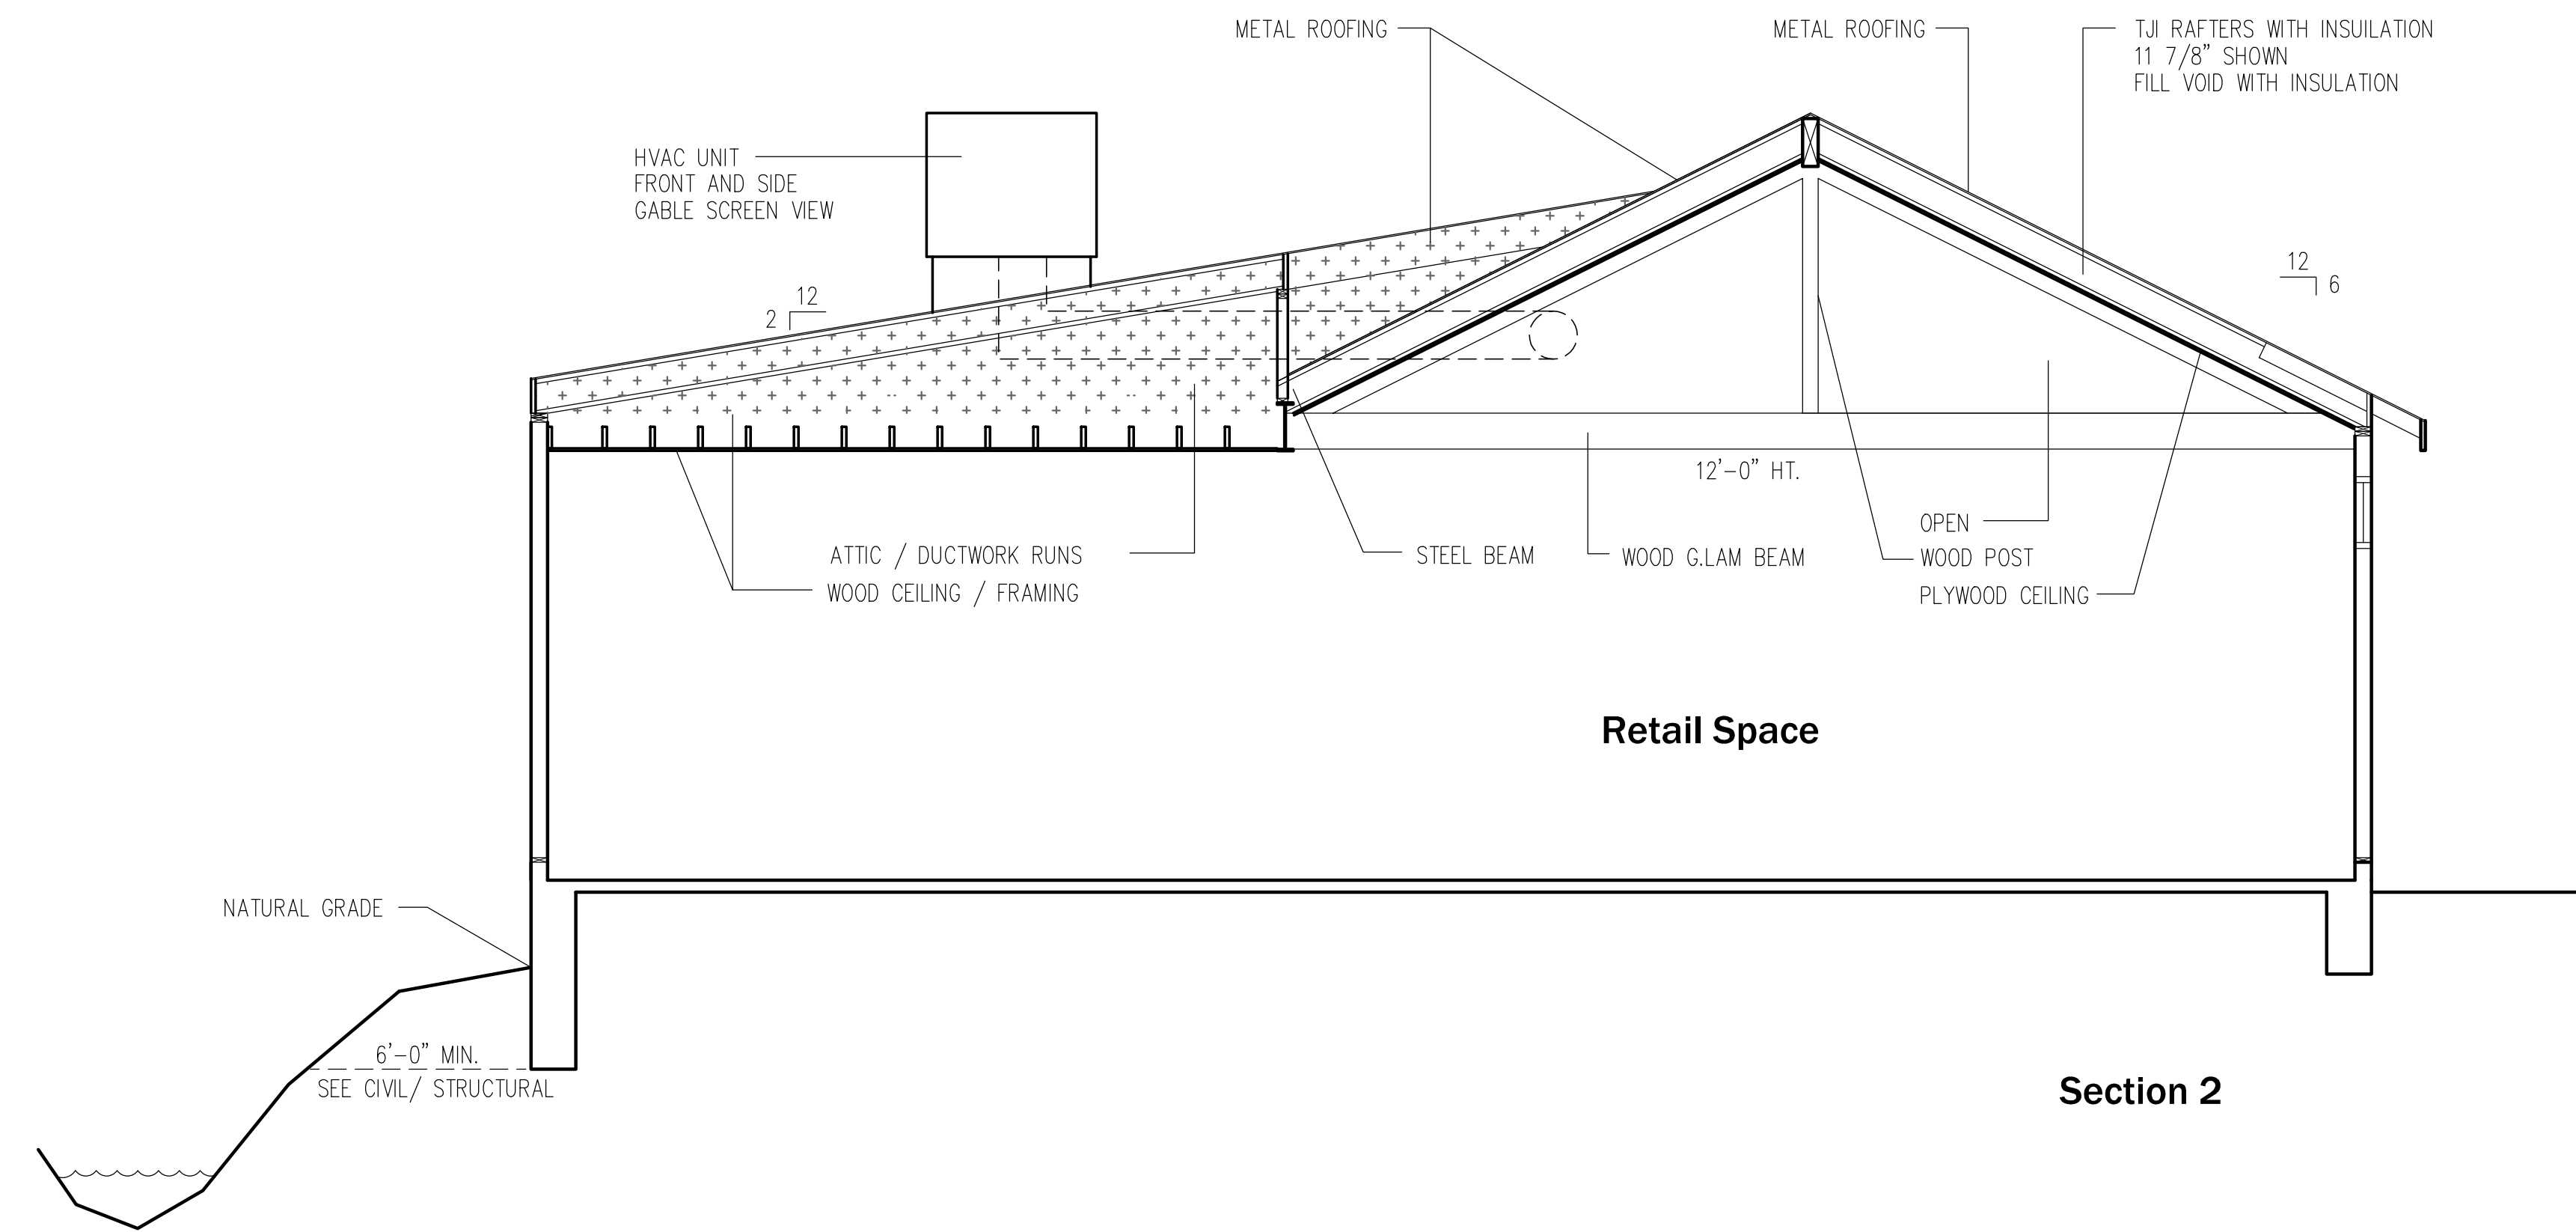 METAL ROOFING
METAL ROOFING
TJI RAFTERS WITH INSUILATION
11 7/8" SHOWN
FILL VOID WITH INSULATION
HVAC UNIT
FRONT AND SIDE
GABLE SCREEN VIEW
12
2
12
6
12'-0" HT.
ATTIC / DUCTWORK RUNS
WOOD CEILING / FRAMING
STEEL BEAM
WOOD G.LAM BEAM
OPEN
WOOD POST
PLYWOOD CEILING
Retail Space
NATURAL GRADE
6'-0" MIN.
SEE CIVIL/ STRUCTURAL
Section 2